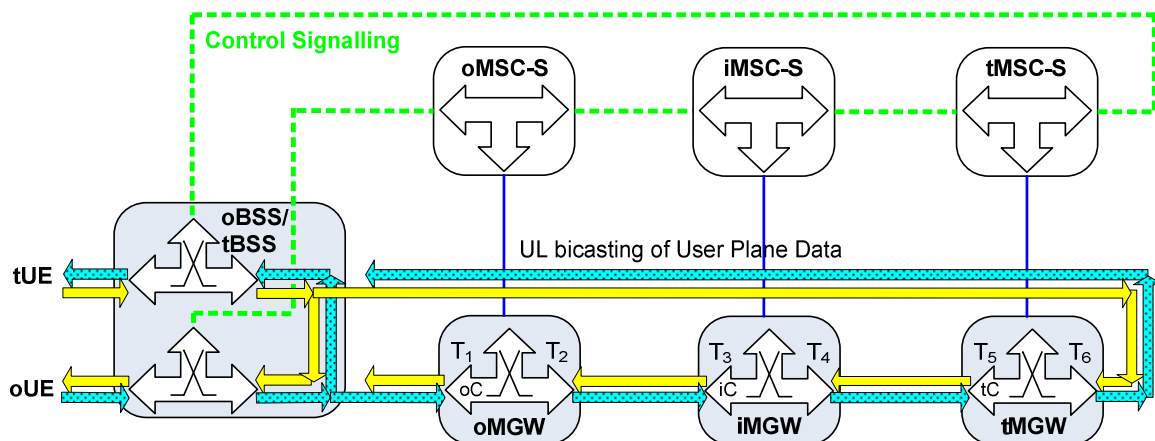 Control Signalling
oMSC-S
iMSC-S
tMSC-S
oBSS/
tBSS
UL bicasting of User Plane Data
tUE
T1
T2
T3
T4
T5
T6
oUE
oC
iC
tC
oMGW
iMGW
tMGW